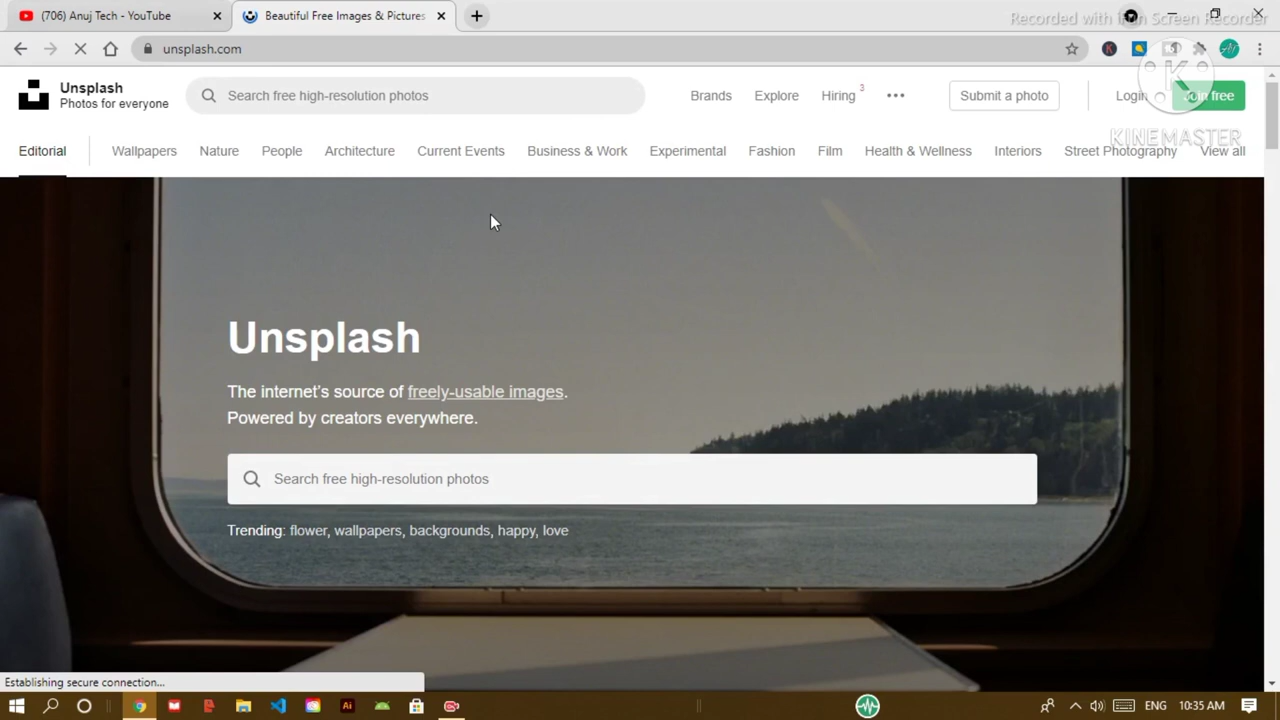 (706) Anuj Tech - YouTube
Beautiful Free Images & Pictures
Recorded with Iron Screen Recorder
unsplash.com
Unsplash
Photos for everyone
Search free high-resolution photos
Brands
Explore
Hiring 3
Submit a photo
Login
Join free
KINEMASTER
Editorial
Wallpapers
Nature
People
Architecture
Current Events
Business & Work
Experimental
Fashion
Film
Health & Wellness
Interiors
Street Photography
View all
Unsplash
The internet's source of freely-usable images.
Powered by creators everywhere.
Search free high-resolution photos
Trending: flower, wallpapers, backgrounds, happy, love
Establishing secure connection...
ENG
10:35 AM